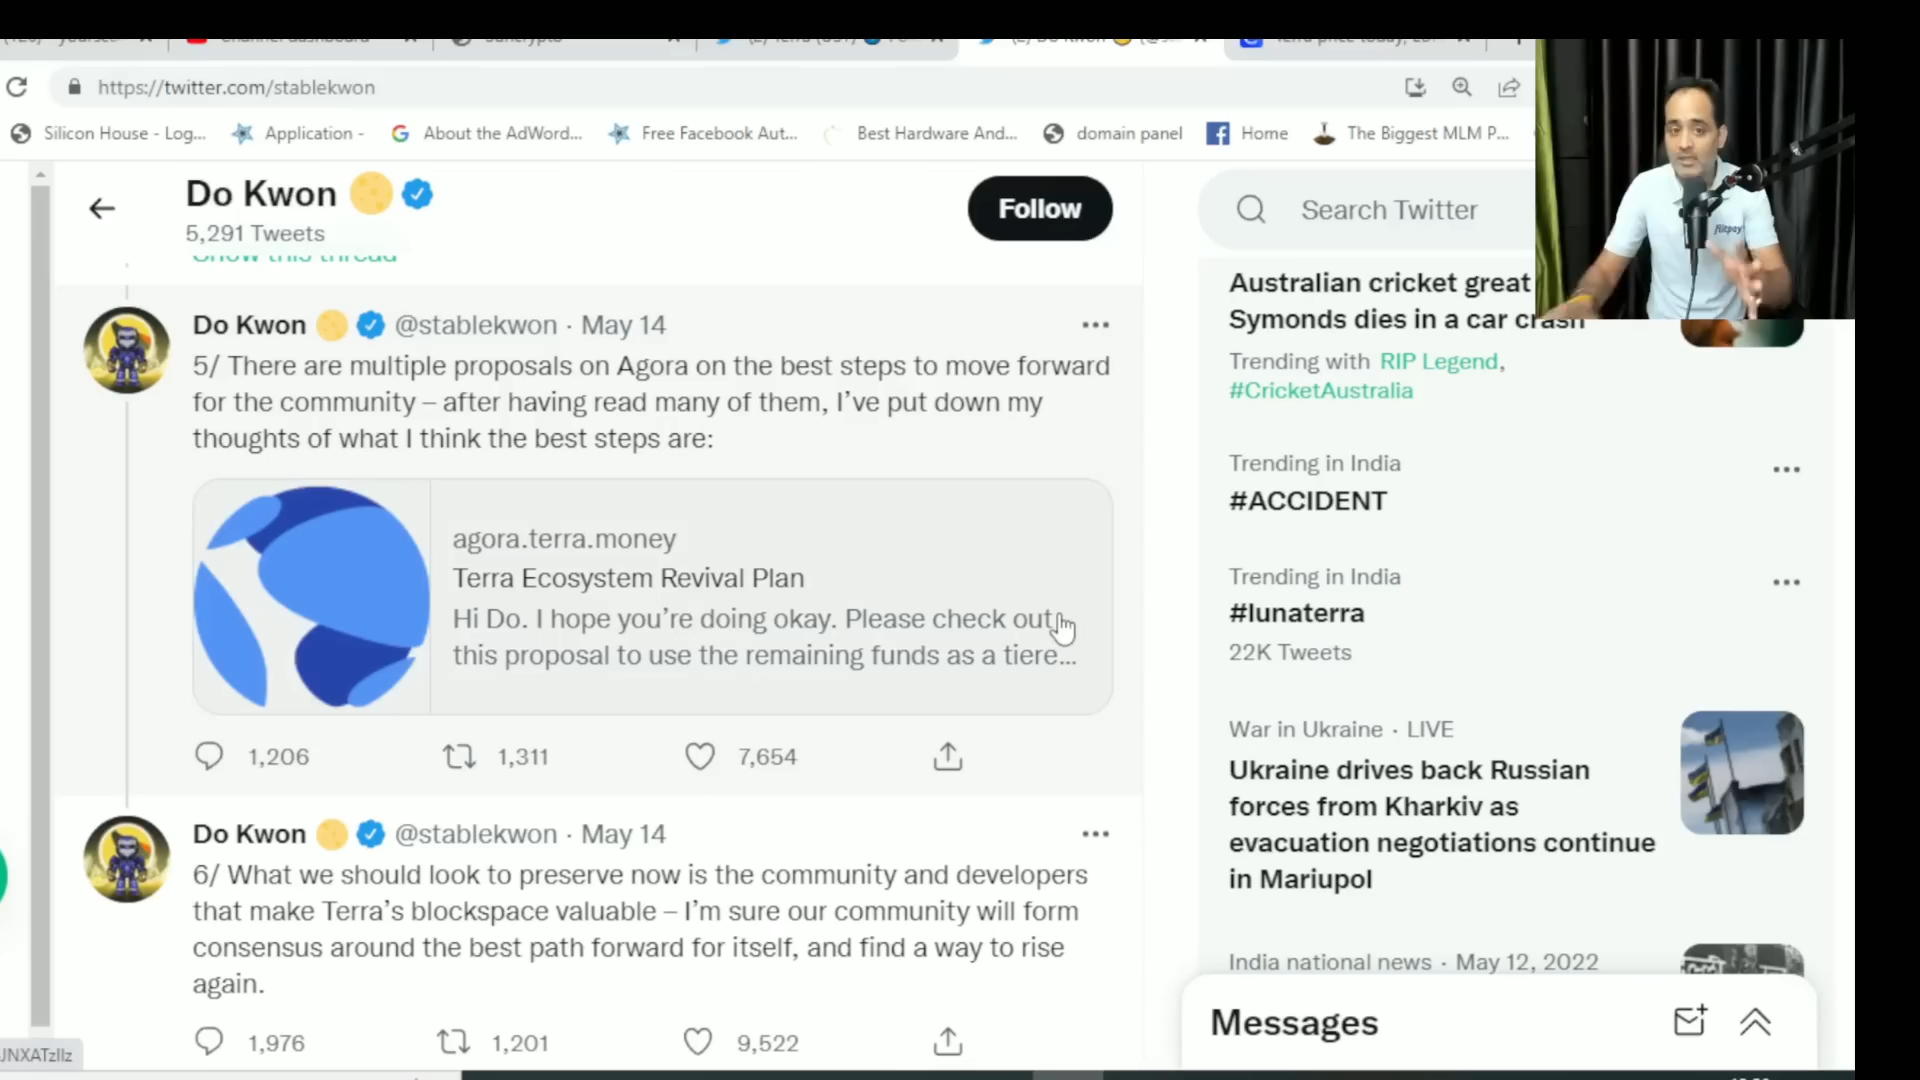 https://twitter.com/stablekwon
Silicon House - Log...
Application -
About the AdWord...
Free Facebook Aut...
Best Hardware And...
domain panel
Home
The Biggest MLM P...
Do Kwon
5,291 Tweets
Follow
Show this thread
Do Kwon @stablekwon · May 14
5/ There are multiple proposals on Agora on the best steps to move forward
for the community – after having read many of them, I’ve put down my
thoughts of what I think the best steps are:
agora.terra.money
Terra Ecosystem Revival Plan
Hi Do. I hope you’re doing okay. Please check out
this proposal to use the remaining funds as a tiere...
1,206 1,311 7,654
Do Kwon @stablekwon · May 14
6/ What we should look to preserve now is the community and developers
that make Terra’s blockspace valuable – I’m sure our community will form
consensus around the best path forward for itself, and find a way to rise
again.
1,976 1,201 9,522
JNXATzllz
Search Twitter
Australian cricket great
Symonds dies in a car crash
Trending with RIP Legend,
#CricketAustralia
Trending in India
#ACCIDENT
Trending in India
#lunaterra
22K Tweets
War in Ukraine · LIVE
Ukraine drives back Russian
forces from Kharkiv as
evacuation negotiations continue
in Mariupol
India national news · May 12, 2022
Messages